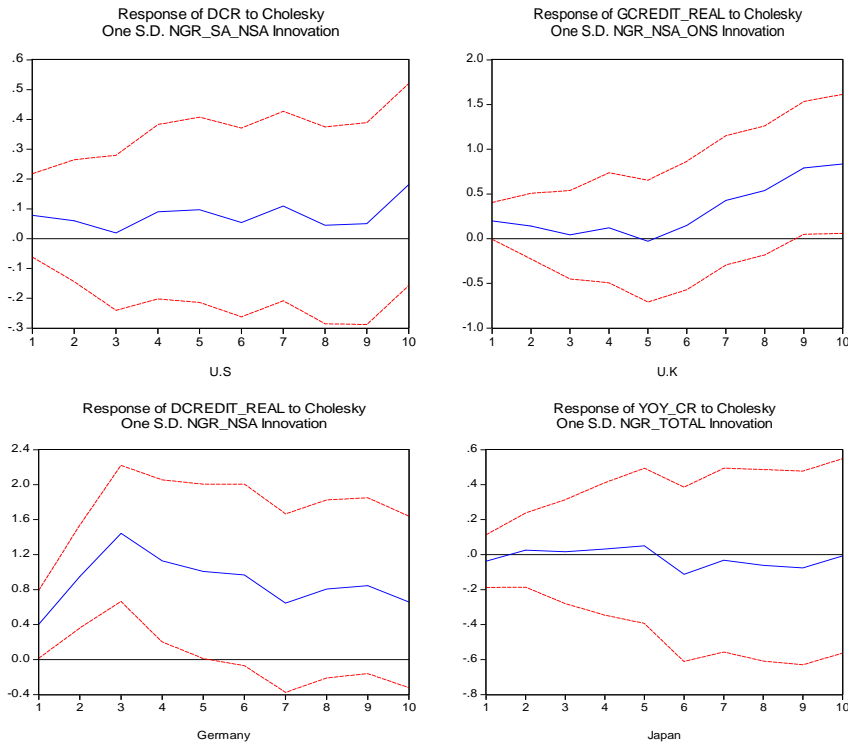 Response of DCR to Cholesky
One S.D. NGR_SA_NSA Innovation
.6
.5
.4
.3
.2
.1
.0
-.1
-.2
-.3
1 2 3 4 5 6 7 8 9 10
U.S
Response of GCREDIT_REAL to Cholesky
One S.D. NGR_NSA_ONS Innovation
2.0
1.5
1.0
0.5
0.0
-0.5
-1.0
1 2 3 4 5 6 7 8 9 10
U.K
Response of DCREDIT_REAL to Cholesky
One S.D. NGR_NSA Innovation
2.4
2.0
1.6
1.2
0.8
0.4
0.0
-0.4
1 2 3 4 5 6 7 8 9 10
Germany
Response of YOY_CR to Cholesky
One S.D. NGR_TOTAL Innovation
.6
.4
.2
.0
-.2
-.4
-.6
-.8
1 2 3 4 5 6 7 8 9 10
Japan